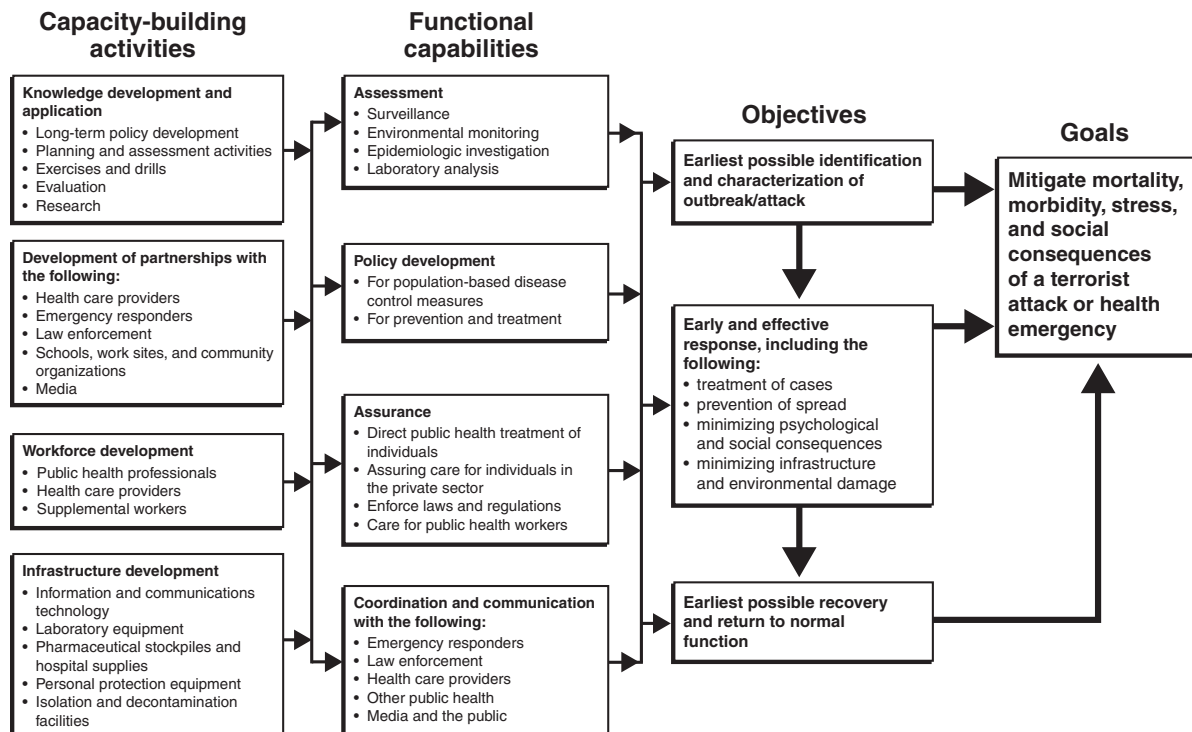 Capacity-building
activities
Knowledge development and
application
• Long-term policy development
• Planning and assessment activities
• Exercises and drills
• Evaluation
• Research
Development of partnerships with
the following:
• Health care providers
• Emergency responders
• Law enforcement
• Schools, work sites, and community
organizations
• Media
Workforce development
• Public health professionals
• Health care providers
• Supplemental workers
Infrastructure development
• Information and communications
technology
• Laboratory equipment
• Pharmaceutical stockpiles and
hospital supplies
• Personal protection equipment
• Isolation and decontamination
facilities
Functional
capabilities
Assessment
• Surveillance
• Environmental monitoring
• Epidemiologic investigation
• Laboratory analysis
Policy development
• For population-based disease
control measures
• For prevention and treatment
Assurance
• Direct public health treatment of
individuals
• Assuring care for individuals in
the private sector
• Enforce laws and regulations
• Care for public health workers
Coordination and communication
with the following:
• Emergency responders
• Law enforcement
• Health care providers
• Other public health
• Media and the public
Objectives
Earliest possible identification
and characterization of
outbreak/attack
Early and effective
response, including the
following:
• treatment of cases
• prevention of spread
• minimizing psychological
and social consequences
• minimizing infrastructure
and environmental damage
Earliest possible recovery
and return to normal
function
Goals
Mitigate mortality,
morbidity, stress,
and social
consequences
of a terrorist
attack or health
emergency